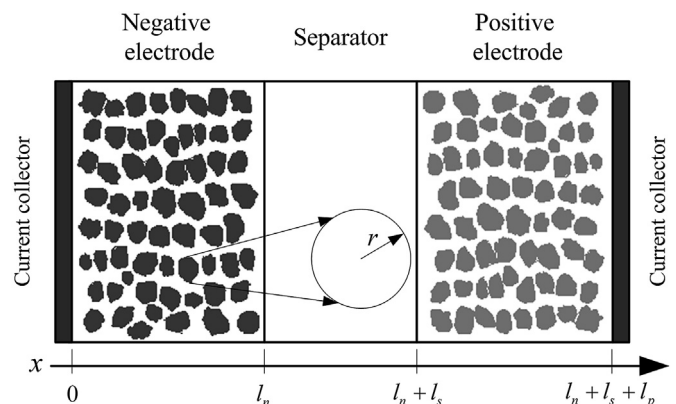 Negative
electrode
Separator
Positive
electrode
Current collector
r
Current collector
x
0
l_n
l_n + l_s
l_n + l_s + l_p